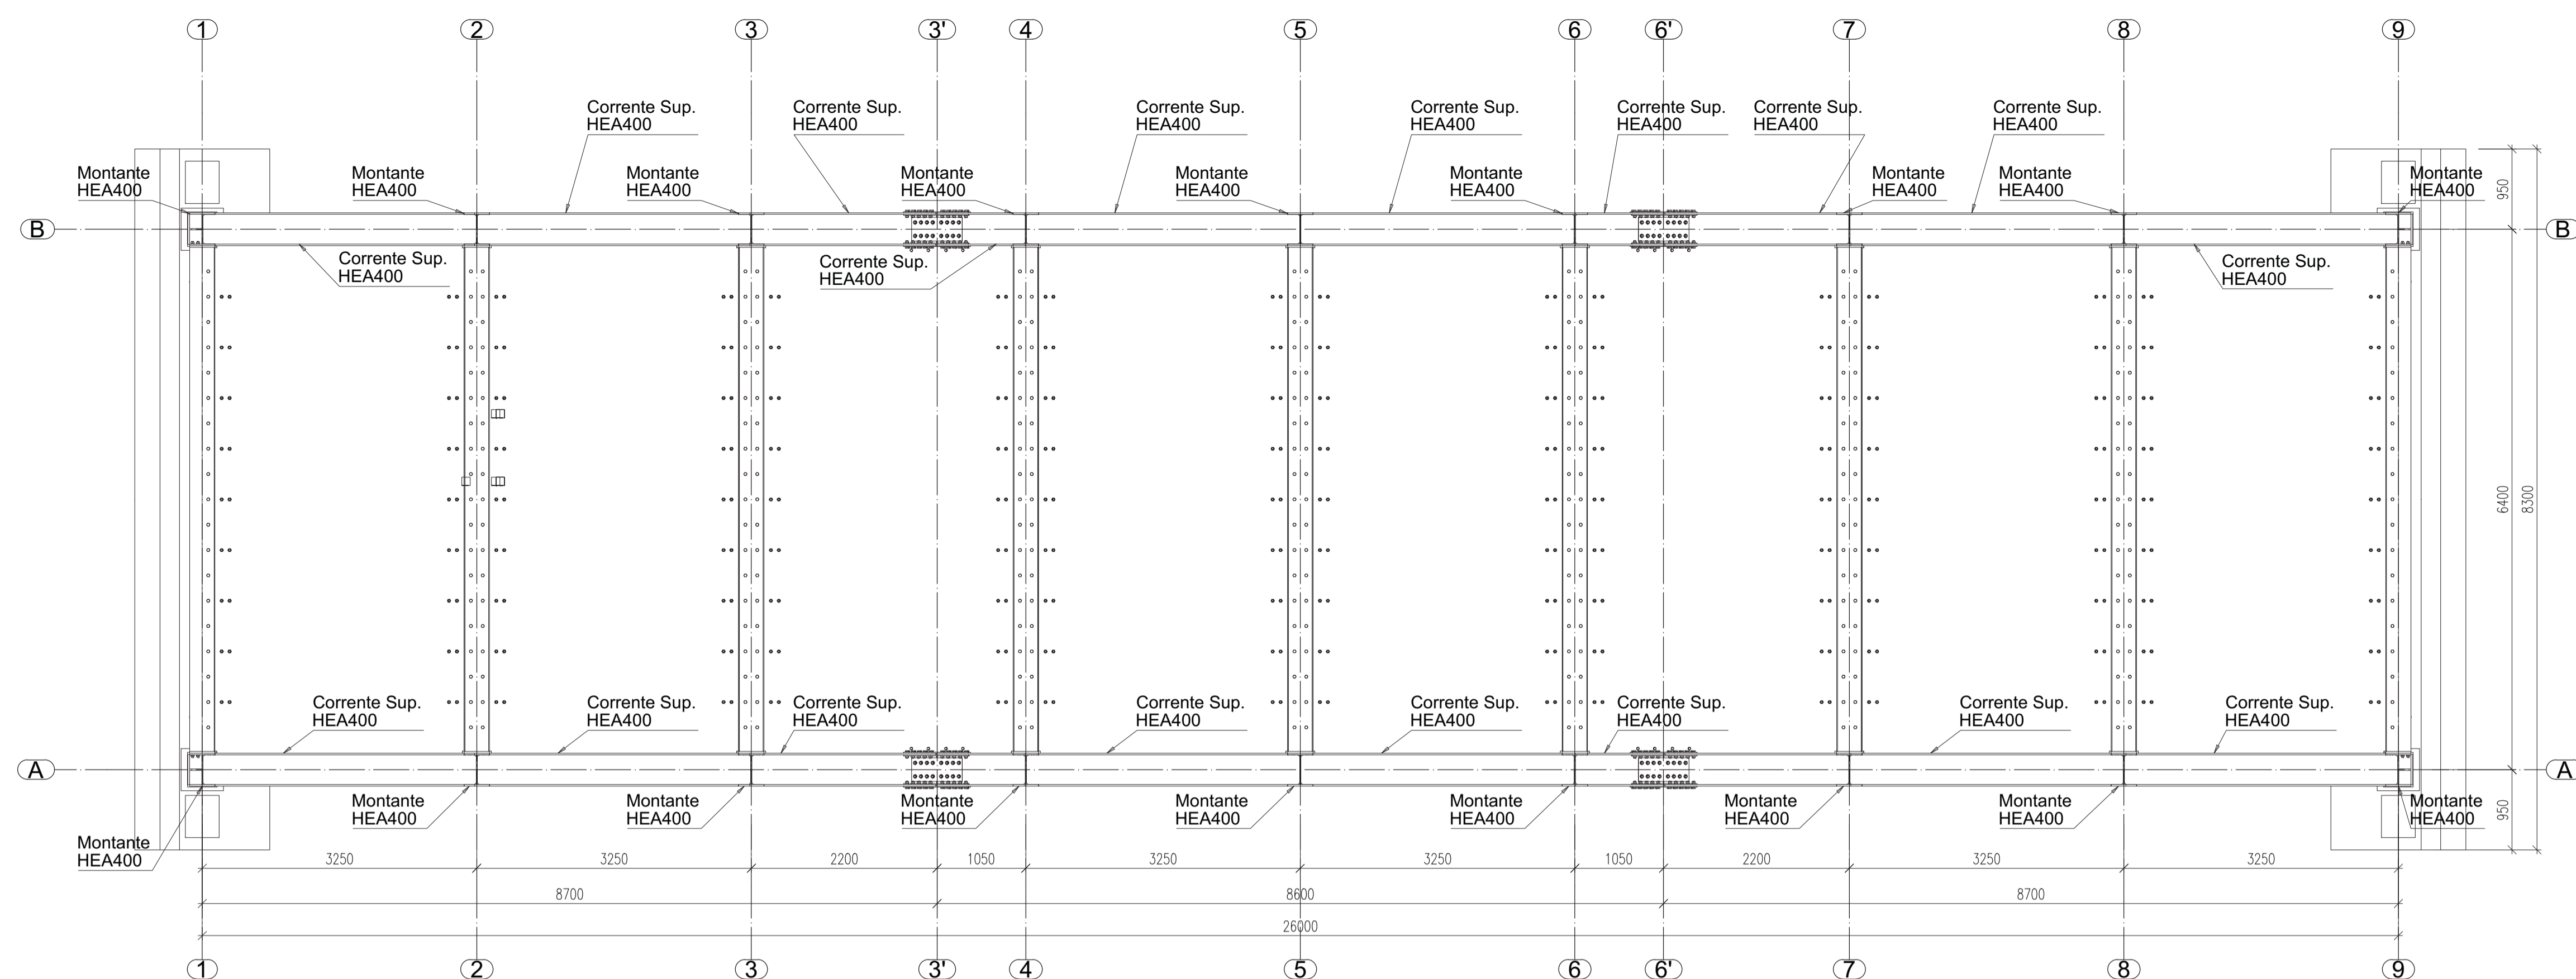 1 2 3 3' 4 5 6 6' 7 8 9
Corrente Sup. Corrente Sup. Corrente Sup. Corrente Sup. Corrente Sup. Corrente Sup. Corrente Sup.
HEA400 HEA400 HEA400 HEA400 HEA400 HEA400 HEA400
Montante Montante Montante Montante Montante Montante Montante Montante Montante
HEA400 HEA400 HEA400 HEA400 HEA400 HEA400 HEA400 HEA400 HEA400
950
B B
Corrente Sup. Corrente Sup. Corrente Sup.
HEA400 HEA400 HEA400
6400 8300
Corrente Sup. Corrente Sup. Corrente Sup. Corrente Sup. Corrente Sup. Corrente Sup. Corrente Sup. Corrente Sup.
HEA400 HEA400 HEA400 HEA400 HEA400 HEA400 HEA400 HEA400
A A
Montante Montante Montante Montante Montante Montante Montante Montante
HEA400 HEA400 HEA400 HEA400 HEA400 HEA400 HEA400 HEA400
950
Montante
HEA400
3250 3250 2200 1050 3250 3250 1050 2200 3250 3250
8700 8600 8700
26000
1 2 3 3' 4 5 6 6' 7 8 9